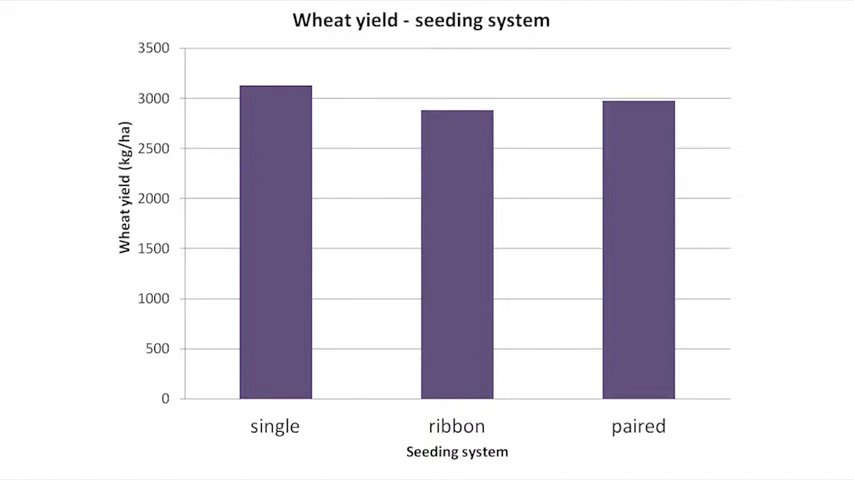 Wheat yield - seeding system
3500
3000
2500
2000
1500
1000
500
0
Wheat yield (kg/ha)
single ribbon paired
Seeding system